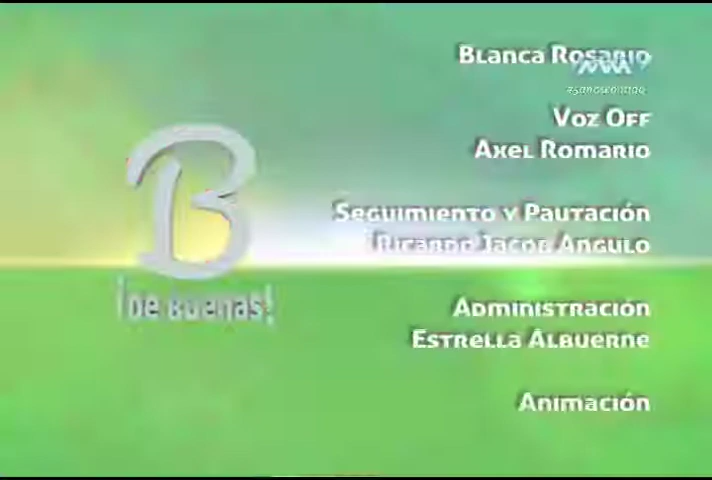 Blanca Rosario
Voz Off
Axel Romario
Seguimiento y Pautación
Ricardo Jacob Angulo
B
¡De Buenas!
Administración
Estrella Albuerne
Animación